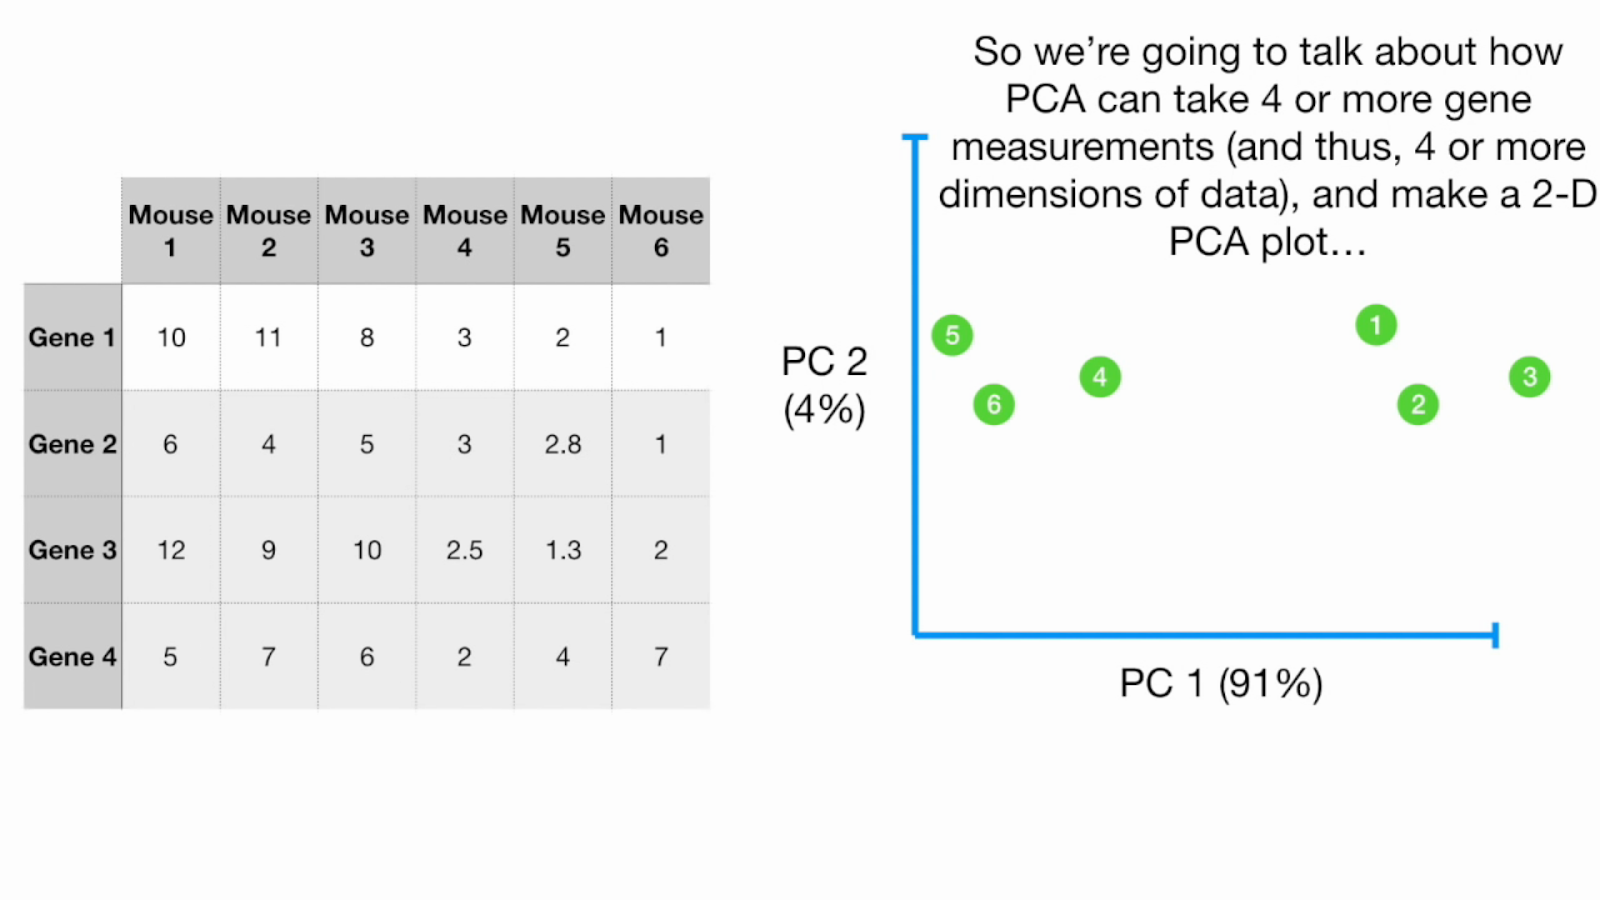 So we’re going to talk about how
PCA can take 4 or more gene
measurements (and thus, 4 or more
dimensions of data), and make a 2-D
PCA plot…
Mouse 1 Mouse 2 Mouse 3 Mouse 4 Mouse 5 Mouse 6
Gene 1 10 11 8 3 2 1
Gene 2 6 4 5 3 2.8 1
Gene 3 12 9 10 2.5 1.3 2
Gene 4 5 7 6 2 4 7
PC 2
(4%)
5 6 4 1 2 3
PC 1 (91%)